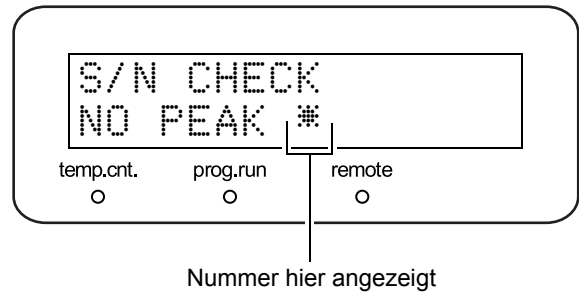 S/N CHECK
NO PEAK *
temp.cnt. prog.run remote
Nummer hier angezeigt